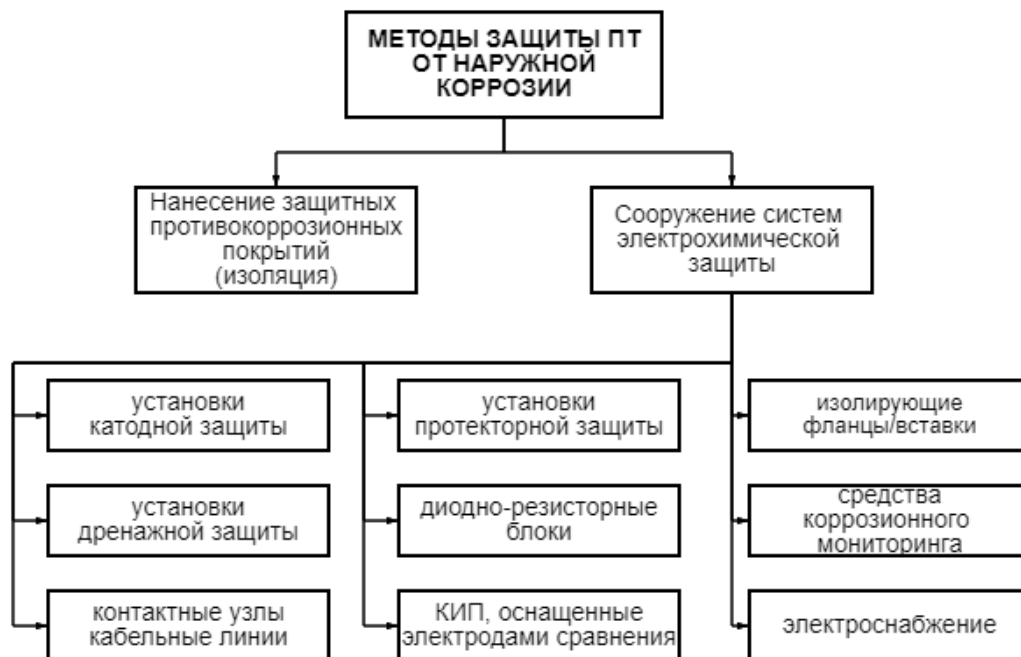 МЕТОДЫ ЗАЩИТЫ ПТ
ОТ НАРУЖНОЙ
КОРРОЗИИ
Нанесение защитных
противокоррозионных
покрытий
(изоляция)
Сооружение систем
электрохимической
защиты
установки
катодной защиты
установки
протекторной защиты
изолирующие
фланцы/вставки
установки
дренажной защиты
диодно-резисторные
блоки
средства
коррозионного
мониторинга
контактные узлы
кабельные линии
КИП, оснащенные
электродами сравнения
электроснабжение